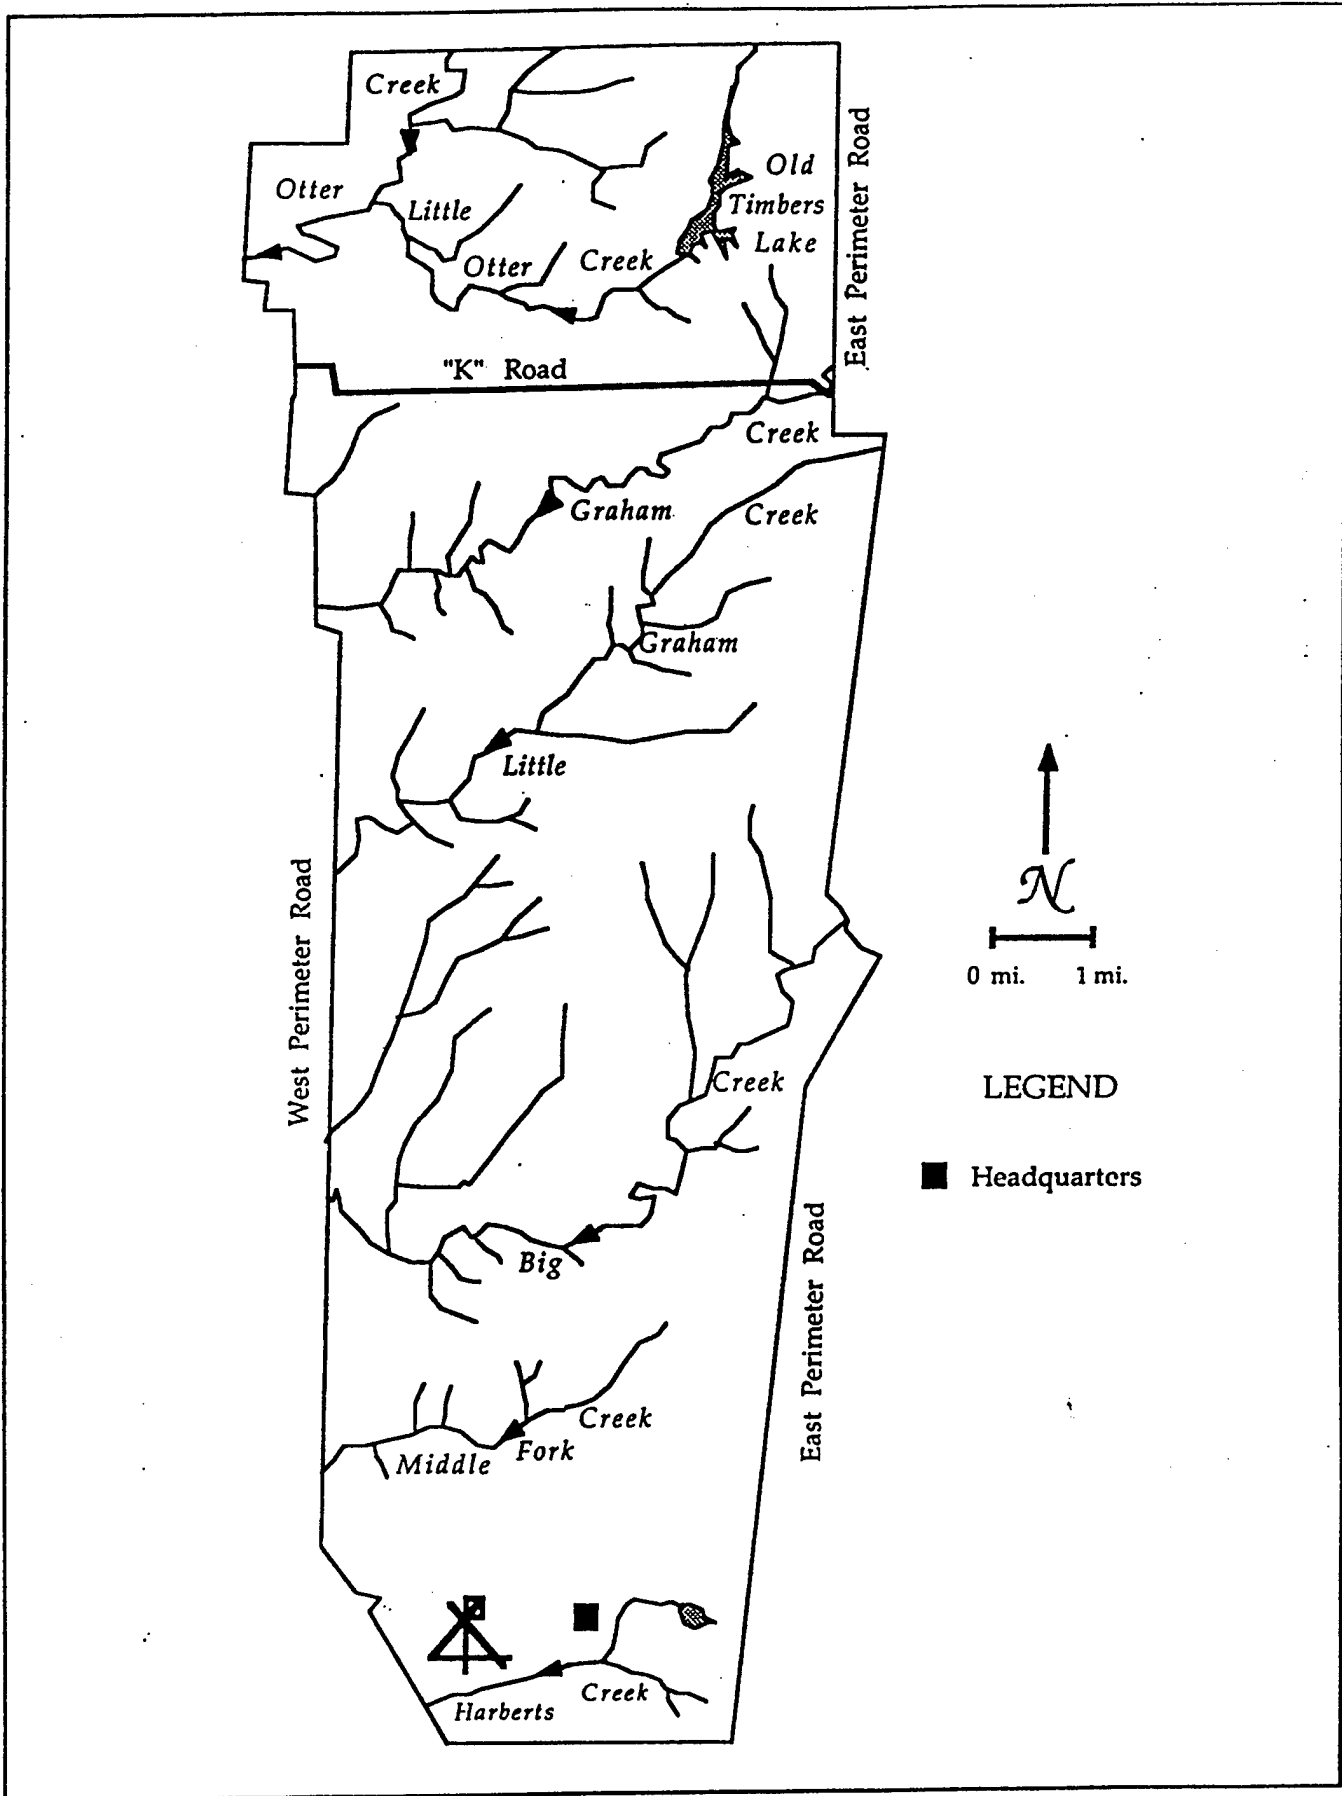 Creek
Old
Otter
Timbers
Little
Lake
Creek
Otter
East Perimeter Road
"K" Road
Creek
Graham
Creek
Graham
Little
N
0 mi. 1 mi.
West Perimeter Road
Creek
LEGEND
Headquarters
Big
East Perimeter Road
Creek
Fork
Middle
Creek
Harberts